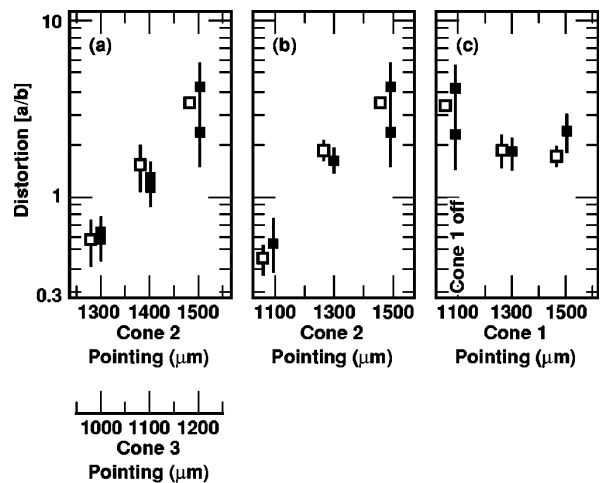 10
(a)
(b)
(c)
Distortion [a/b]
1
Cone 1 off
0.3
1300 1400 1500
1100 1300 1500
1100 1300 1500
Cone 2
Cone 2
Cone 1
Pointing (μm)
Pointing (μm)
Pointing (μm)
1000 1100 1200
Cone 3
Pointing (μm)